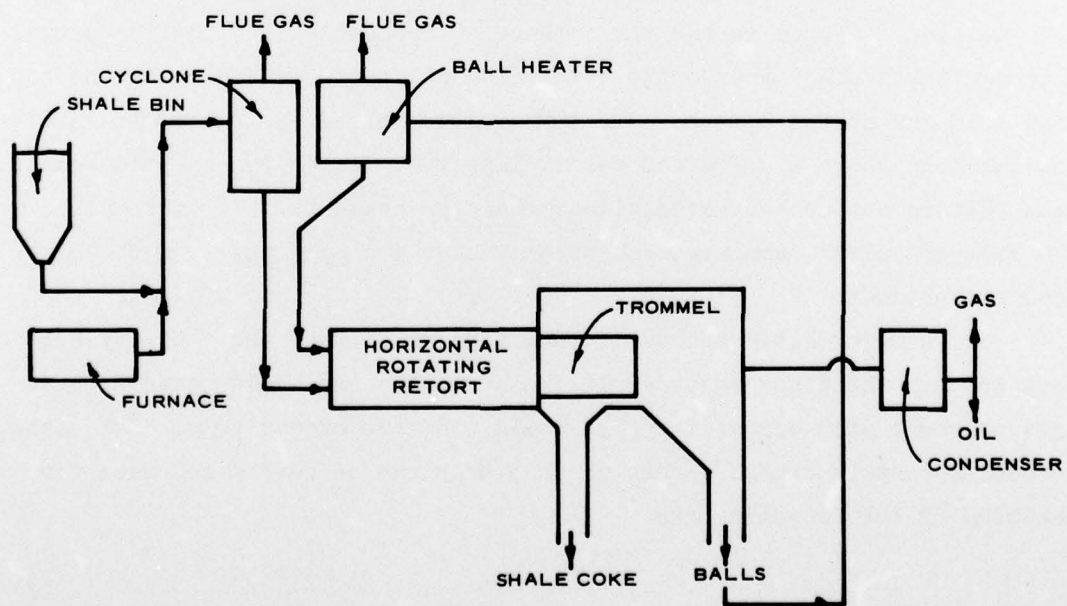 FLUE GAS
FLUE GAS
CYCLONE
BALL HEATER
SHALE BIN
GAS
TROMMEL
HORIZONTAL
ROTATING
RETORT
FURNACE
OIL
CONDENSER
SHALE COKE
BALLS